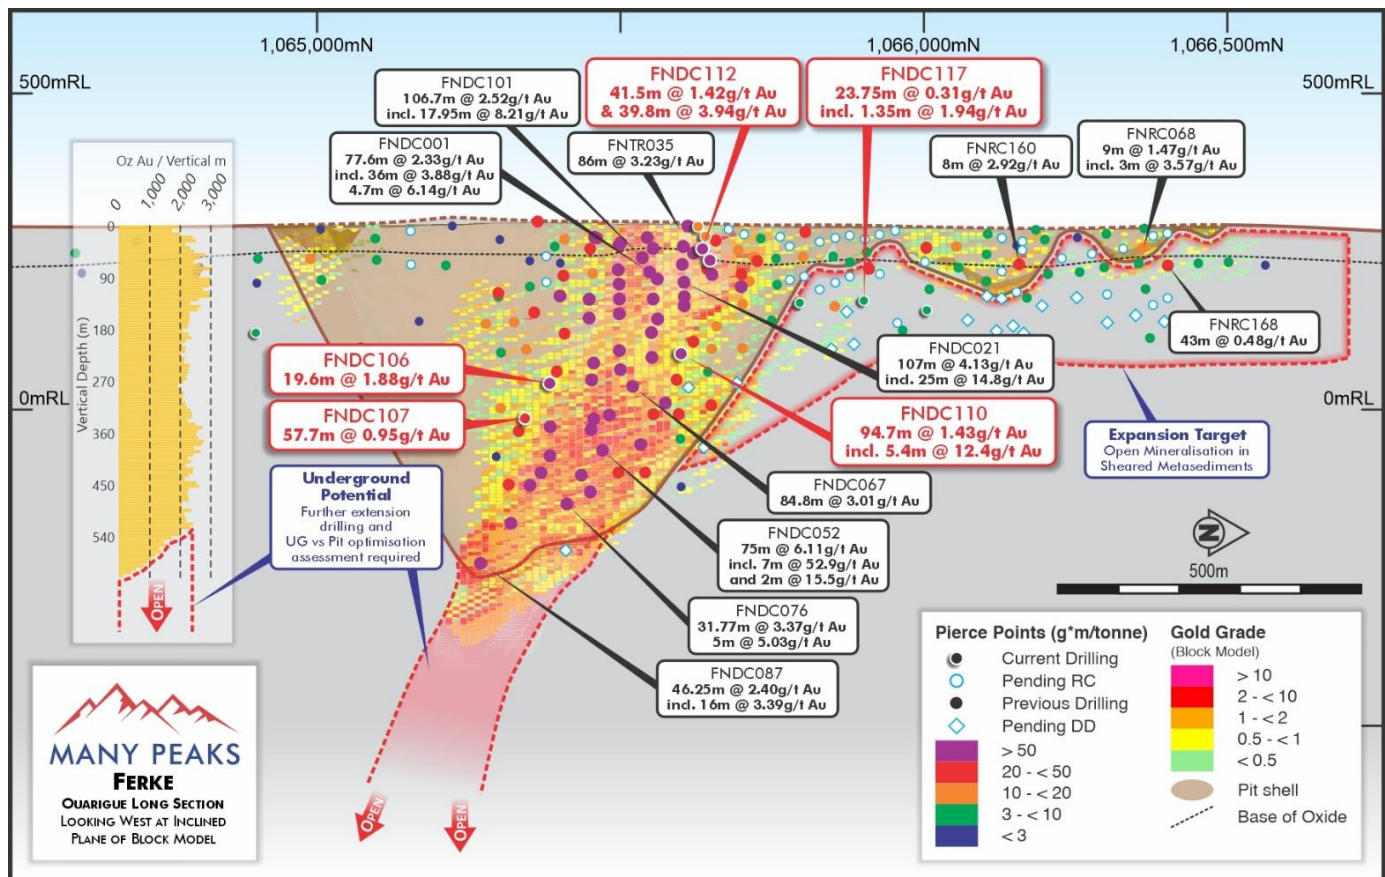 1,065,000mN
1,066,000mN
1,066,500mN
500mRL
500mRL
FNDC101
106.7m @ 2.52g/t Au
incl. 17.95m @ 8.21g/t Au
FNDC112
41.5m @ 1.42g/t Au
& 39.8m @ 3.94g/t Au
FNDC117
23.75m @ 0.31g/t Au
incl. 1.35m @ 1.94g/t Au
FNDC001
77.6m @ 2.33g/t Au
incl. 36m @ 3.88g/t Au
4.7m @ 6.14g/t Au
FNTR035
86m @ 3.23g/t Au
FNRC160
8m @ 2.92g/t Au
FNRC068
9m @ 1.47g/t Au
incl. 3m @ 3.57g/t Au
Oz Au / Vertical m
0
1,000
2,000
3,000
Vertical Depth (m)
0
90
180
270
360
450
540
OPEN
FNDC106
19.6m @ 1.88g/t Au
FNDC107
57.7m @ 0.95g/t Au
FNDC021
107m @ 4.13g/t Au
incl. 25m @ 14.8g/t Au
FNRC168
43m @ 0.48g/t Au
0mRL
0mRL
FNDC110
94.7m @ 1.43g/t Au
incl. 5.4m @ 12.4g/t Au
Expansion Target
Open Mineralisation in
Sheared Metasediments
Underground
Potential
Further extension
drilling and
UG vs Pit optimisation
assessment required
FNDC067
84.8m @ 3.01g/t Au
FNDC052
75m @ 6.11g/t Au
incl. 7m @ 52.9g/t Au
and 2m @ 15.5g/t Au
FNDC076
31.77m @ 3.37g/t Au
5m @ 5.03g/t Au
FNDC087
46.25m @ 2.40g/t Au
incl. 16m @ 3.39g/t Au
N
500m
OPEN
OPEN
MANY PEAKS
FERKE
OUARIGUE LONG SECTION
LOOKING WEST AT INCLINED
PLANE OF BLOCK MODEL
Pierce Points (g*m/tonne)
Current Drilling
Pending RC
Previous Drilling
Pending DD
> 50
20 - < 50
10 - < 20
3 - < 10
< 3
Gold Grade
(Block Model)
> 10
2 - < 10
1 - < 2
0.5 - < 1
< 0.5
Pit shell
Base of Oxide